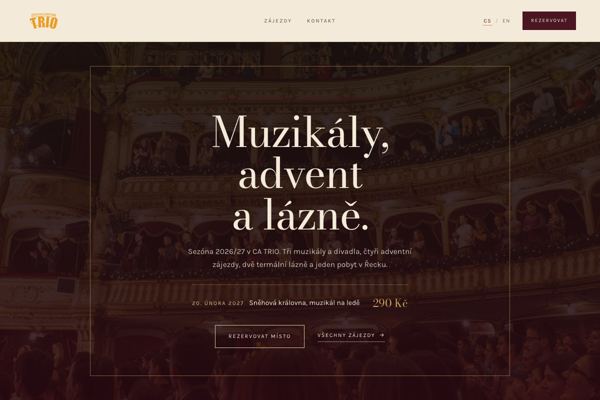 TRIO
ZÁJEZDY KONTAKT
CS / EN
REZERVOVAT
Muzikály,
advent
a lázně.
Sezóna 2026/27 v CA TRIO. Tři muzikály a divadla, čtyři adventní
zájezdy, dvě termální lázně a jeden pobyt v Řecku.
20. ÚNORA 2027 Sněhová královna, muzikál na ledě 290 Kč
REZERVOVAT MÍSTO VŠECHNY ZÁJEZDY →